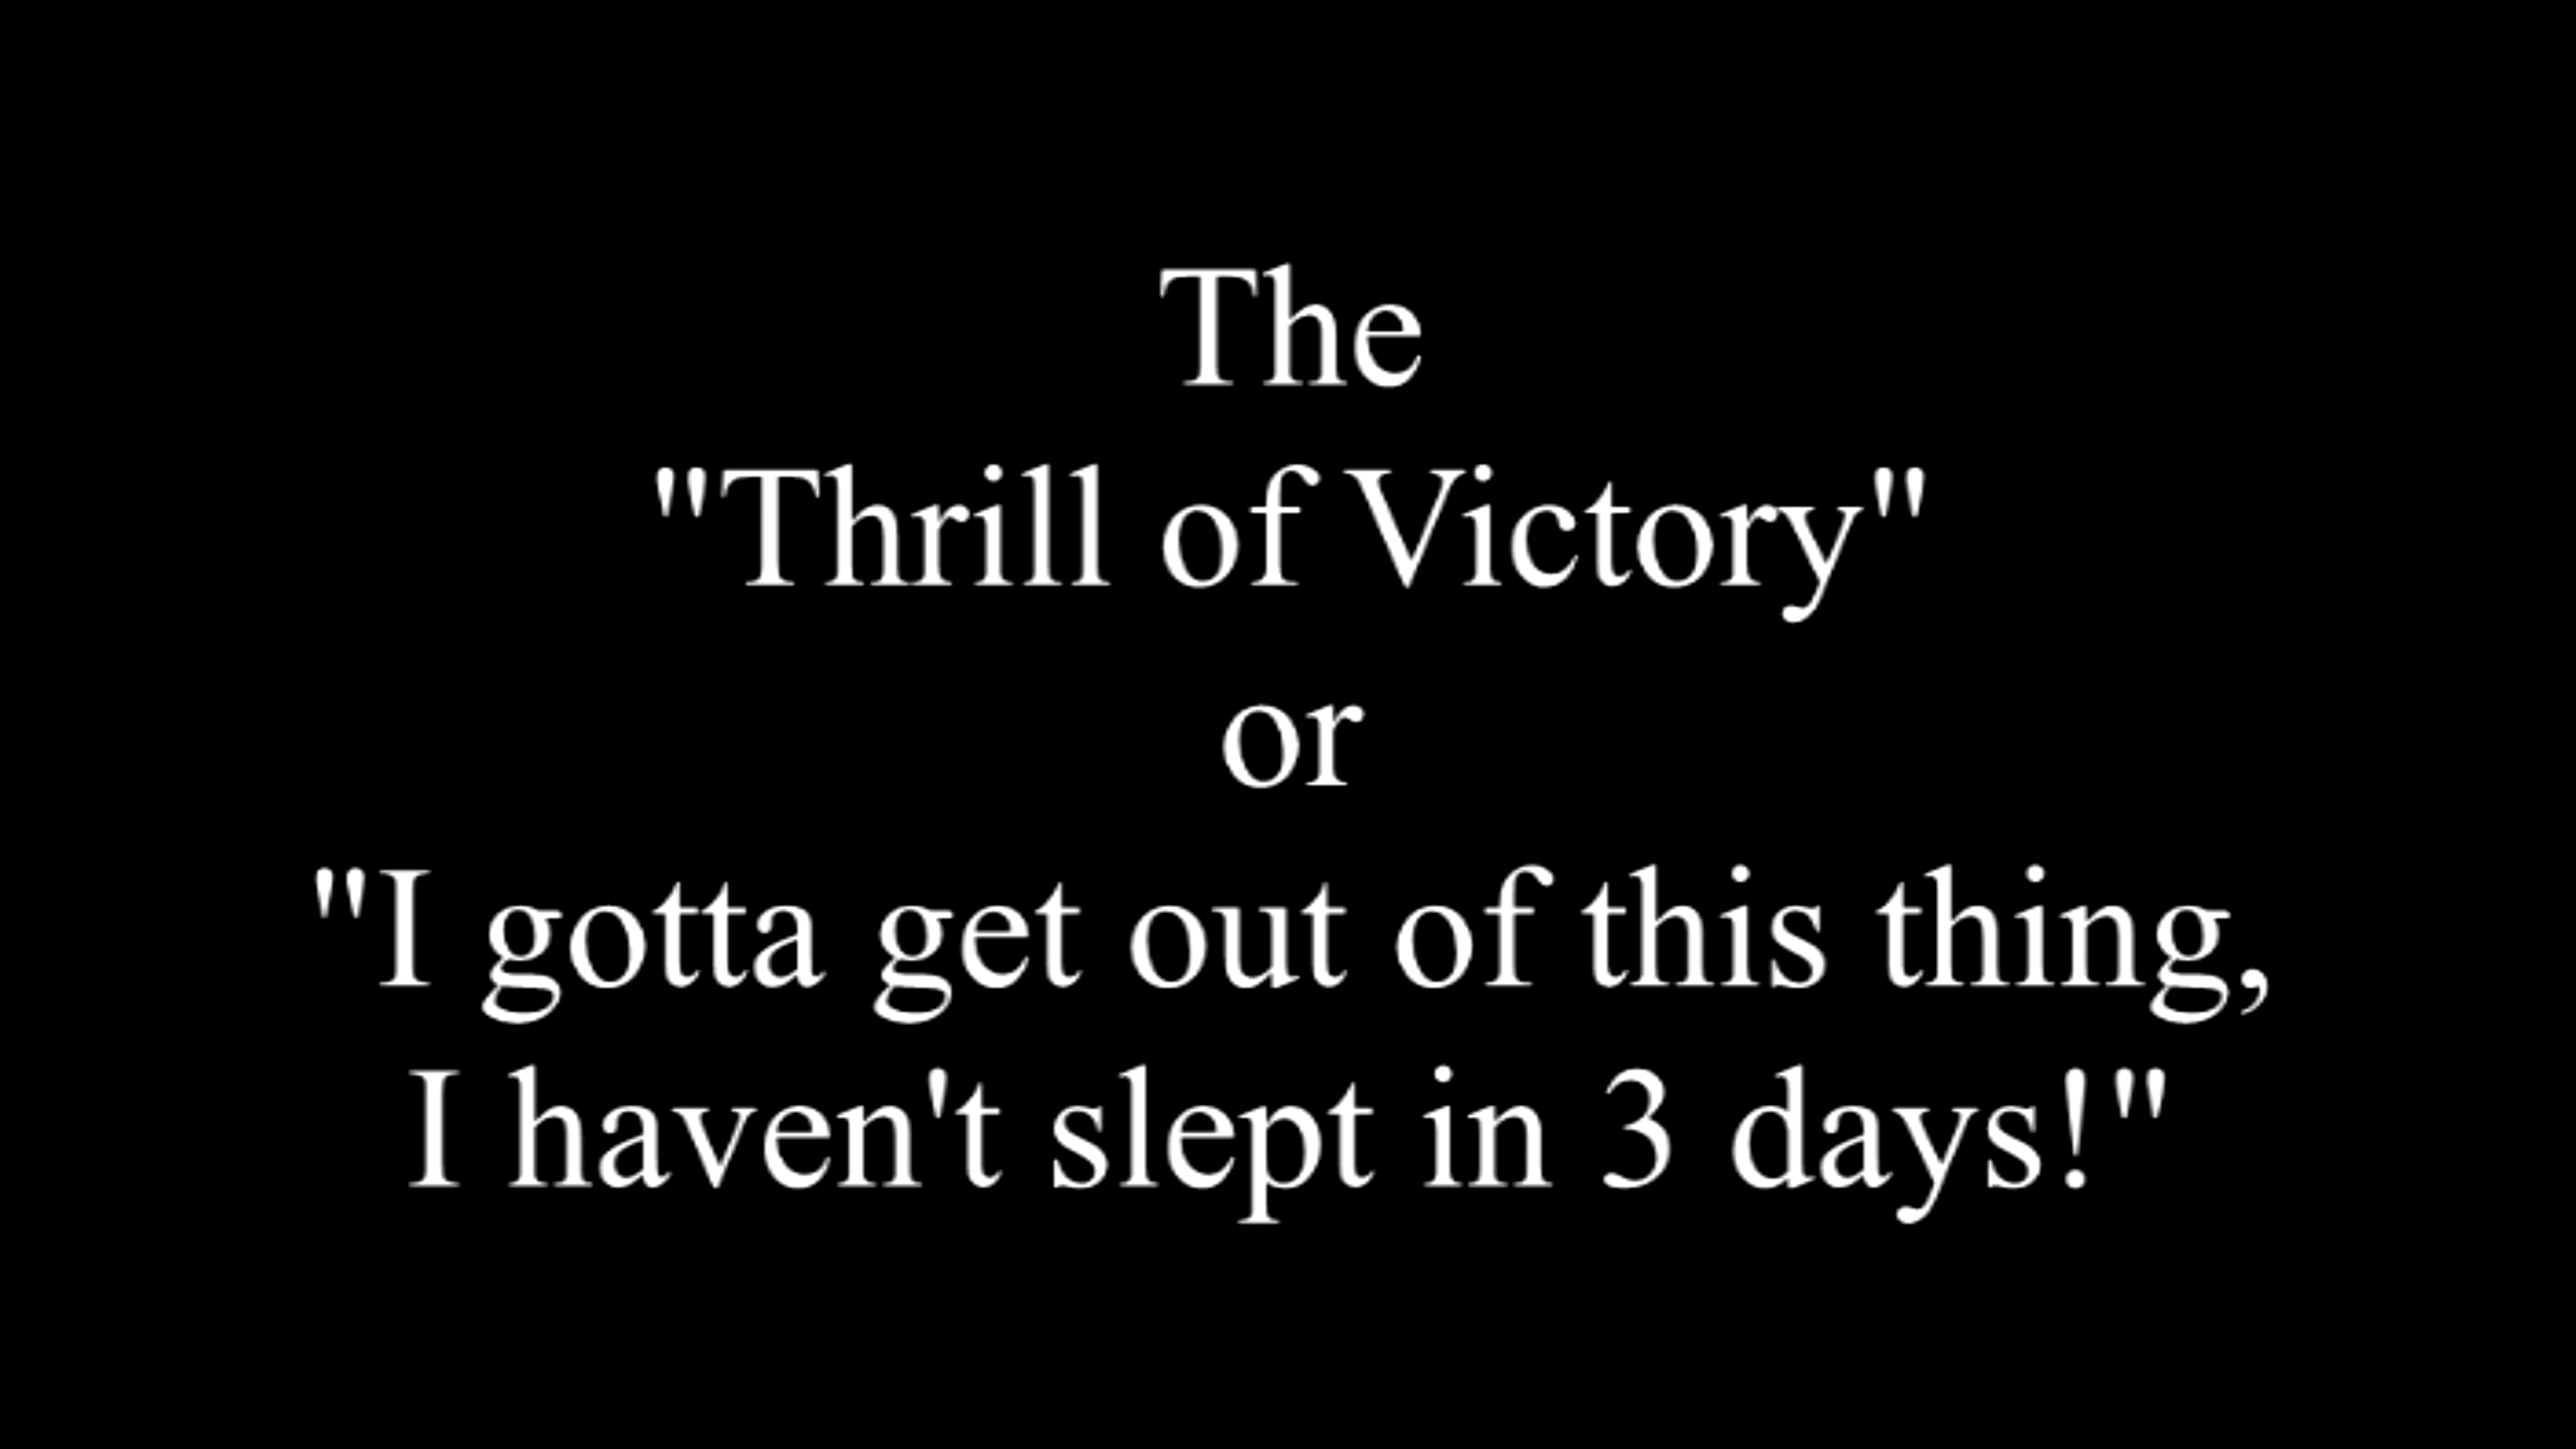 The
"Thrill of Victory"
or
"I gotta get out of this thing,
I haven't slept in 3 days!"